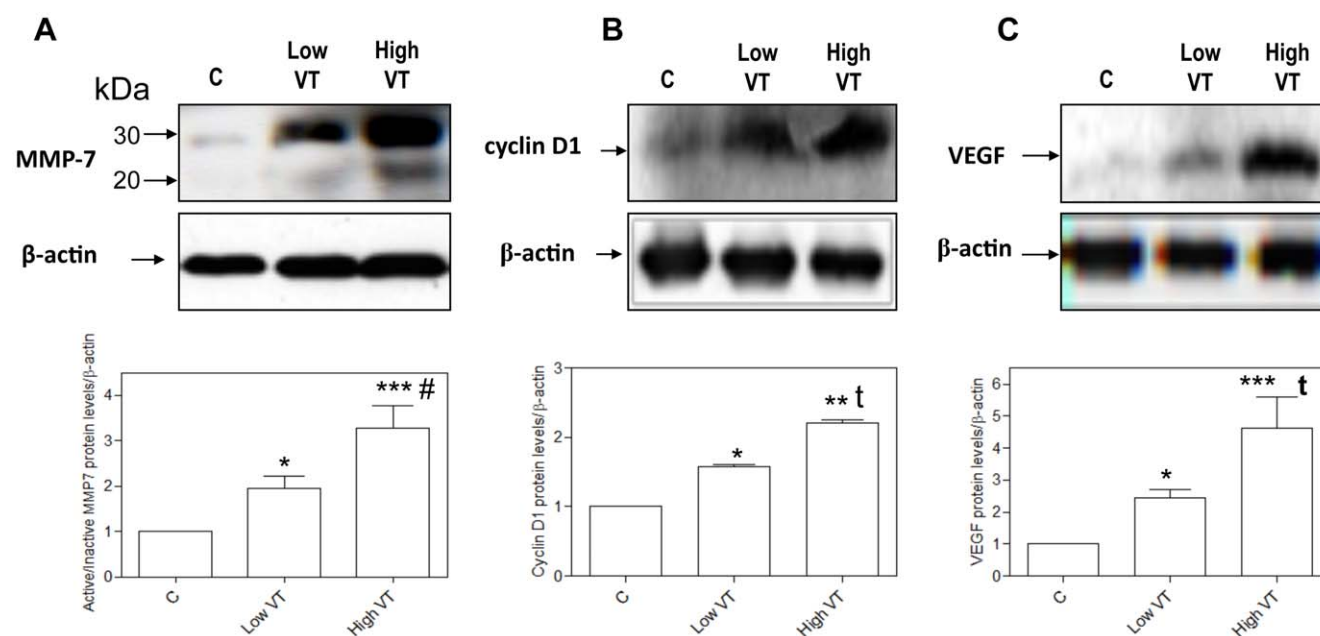 A
B
C
C
Low VT
High VT
C
Low VT
High VT
C
Low VT
High VT
kDa
30
MMP-7
20
cyclin D1
VEGF
β-actin
β-actin
β-actin
Active/Inactive MMP7 protein levels/β-actin
4
3
2
1
0
*
*** #
C
Low VT
High VT
Cyclin D1 protein levels/β-actin
3
2
1
0
*
** t
C
Low VT
High VT
VEGF protein levels/β-actin
6
5
4
3
2
1
0
*
*** t
C
Low VT
High VT